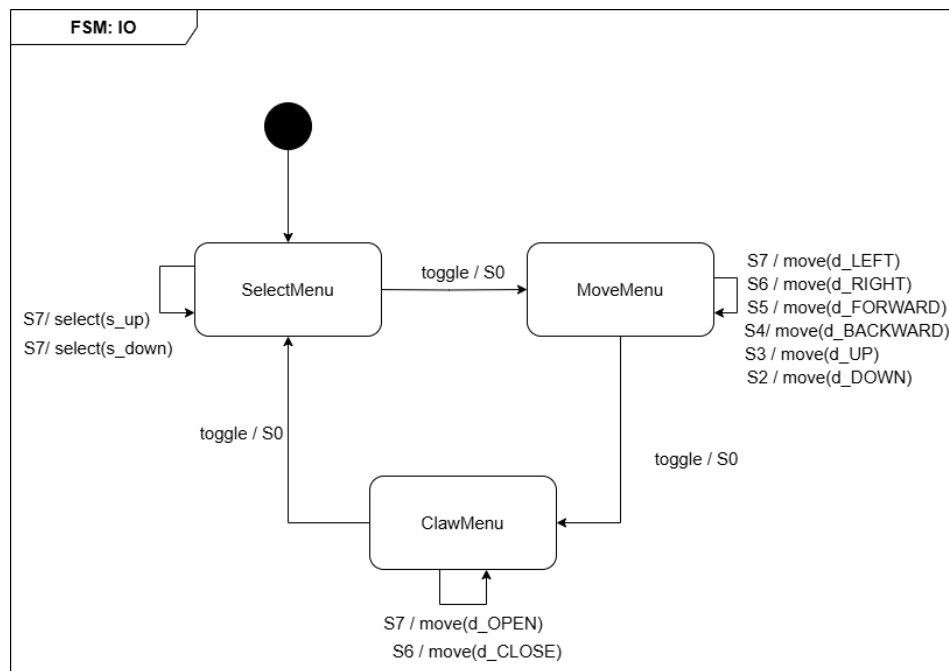 FSM: IO
SelectMenu
toggle / S0
MoveMenu
S7 / move(d_LEFT)
S6 / move(d_RIGHT)
S5 / move(d_FORWARD)
S4/ move(d_BACKWARD)
S3 / move(d_UP)
S2 / move(d_DOWN)
S7/ select(s_up)
S7/ select(s_down)
toggle / S0
toggle / S0
ClawMenu
S7 / move(d_OPEN)
S6 / move(d_CLOSE)